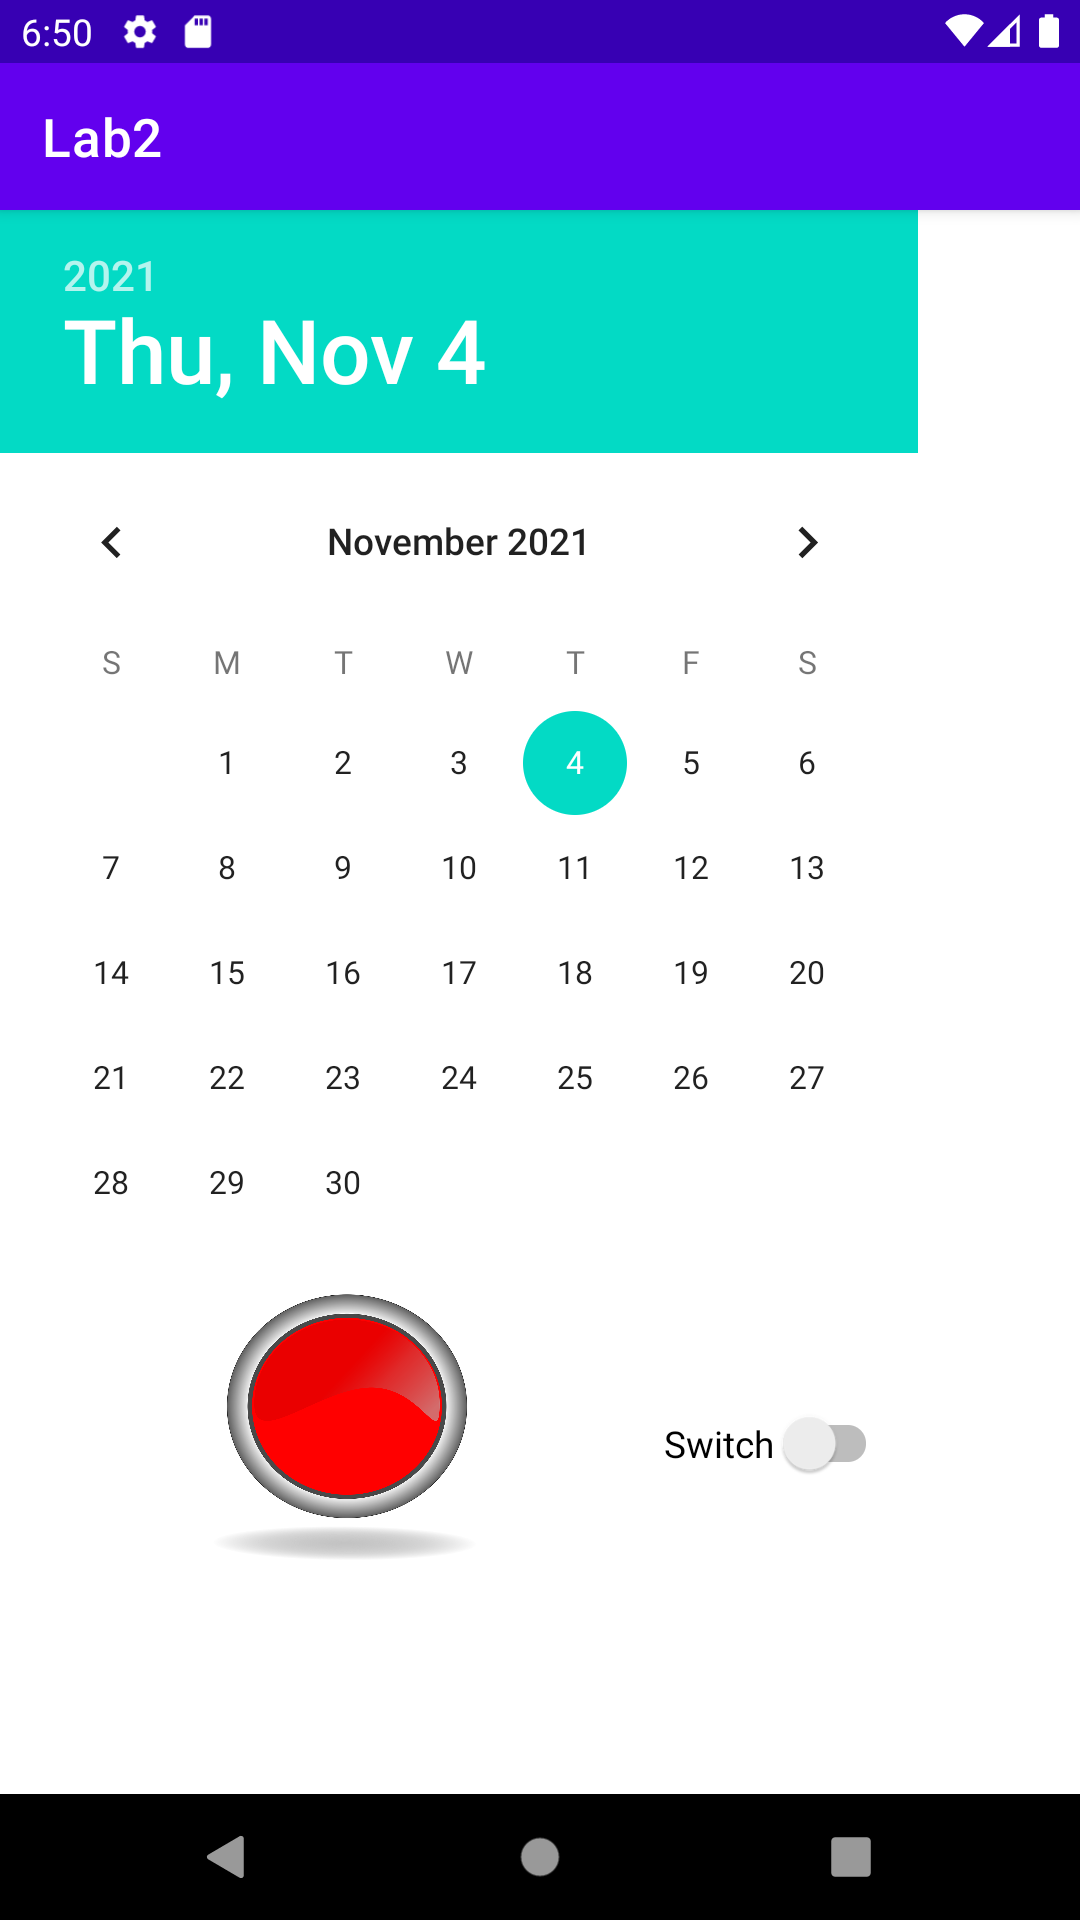 6:50
Lab2
2021
Thu, Nov 4
November 2021
S M T W T F S
1 2 3 4 5 6
7 8 9 10 11 12 13
14 15 16 17 18 19 20
21 22 23 24 25 26 27
28 29 30
Switch